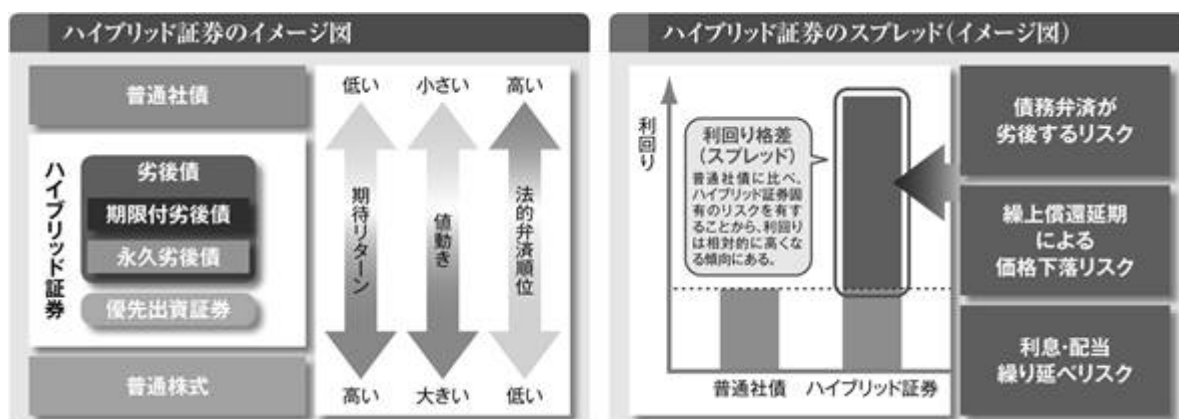 ハイブリッド証券のイメージ図
普通社債
ハイブリッド証券
劣後債
期限付劣後債
永久劣後債
優先出資証券
普通株式
低い
小さい
高い
期待リターン
値動き
法的弁済順位
高い
大きい
低い
ハイブリッド証券のスプレッド(イメージ図)
利回り
利回り格差
(スプレッド)
普通社債に比べ、
ハイブリッド証券固
有のリスクを有す
ることから、利回り
は相対的に高くな
る傾向にある。
普通社債
ハイブリッド証券
債務弁済が
劣後するリスク
繰上償還延期
による
価格下落リスク
利息・配当
繰り延べリスク